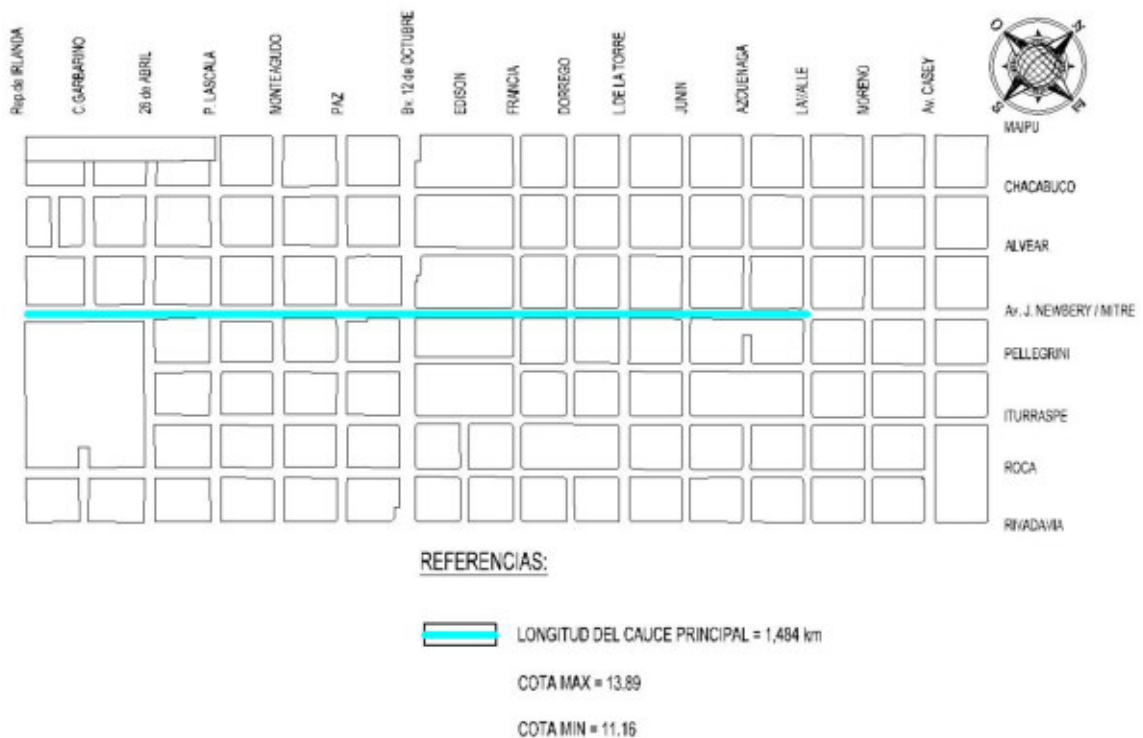 Rep de IRLANDA
C. GARBARINO
26 de ABRIL
P. LASCALA
MONTEAGUDO
PAZ
Bv. 12 de OCTUBRE
EDISON
FRANCIA
DORREGO
L.DE LA TORRE
JUNIN
AZCUENAGA
LAVALLE
MORENO
Av. CASEY
O
N
S
E
MAIPU
CHACABUCO
ALVEAR
Av. J. NEWBERY / MITRE
PELLEGRINI
ITURRASPE
ROCA
RIVADAVIA
REFERENCIAS:
LONGITUD DEL CAUCE PRINCIPAL = 1,484 km
COTA MAX = 13.89
COTA MIN = 11.16